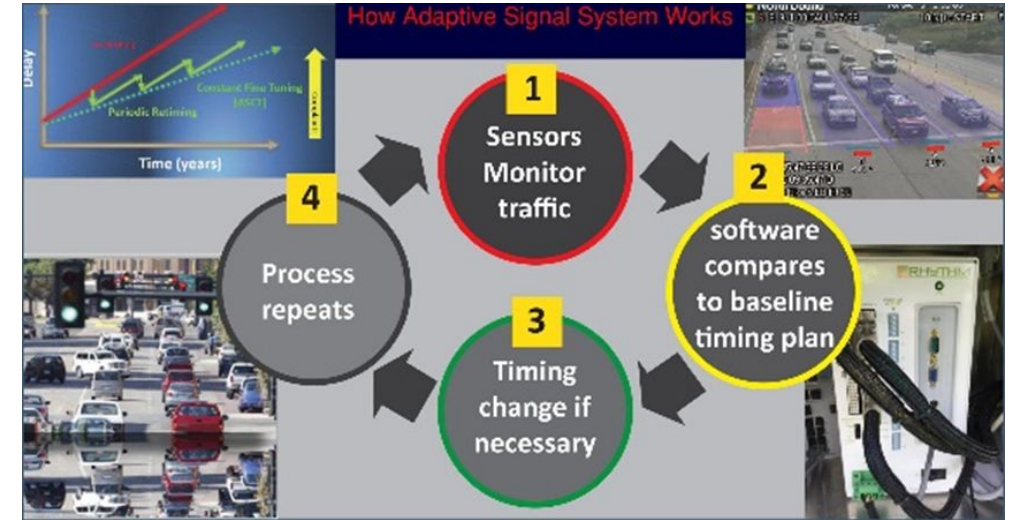 How Adaptive Signal System Works
Delay
Periodic Retiming
Constant Fine Tuning
(ASCT)
Time (years)
1
Sensors
Monitor
traffic
2
software
compares
to baseline
timing plan
3
Timing
change if
necessary
4
Process
repeats
RHYTHM